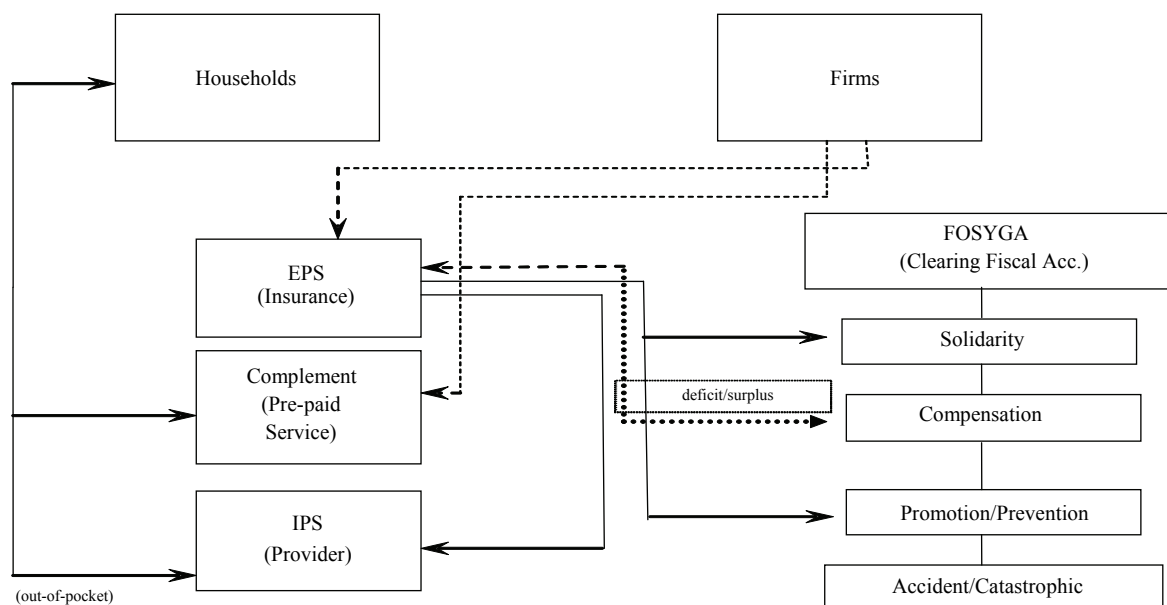 Households
Firms
EPS
(Insurance)
FOSYGA
(Clearing Fiscal Acc.)
Solidarity
Complement
(Pre-paid
Service)
deficit/surplus
Compensation
IPS
(Provider)
Promotion/Prevention
(out-of-pocket)
Accident/Catastrophic